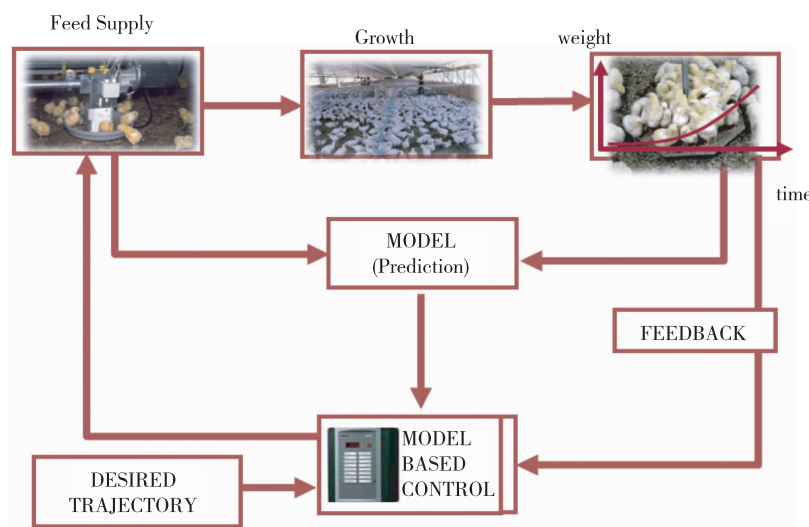 Feed Supply
Growth
weight
time
MODEL
(Prediction)
FEEDBACK
MODEL
BASED
CONTROL
DESIRED
TRAJECTORY